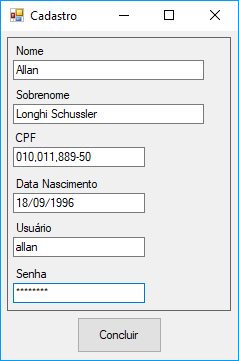 Cadastro
Nome
Allan
Sobrenome
Longhi Schussler
CPF
010,011,889-50
Data Nascimento
18/09/1996
Usuário
allan
Senha
********
Concluir